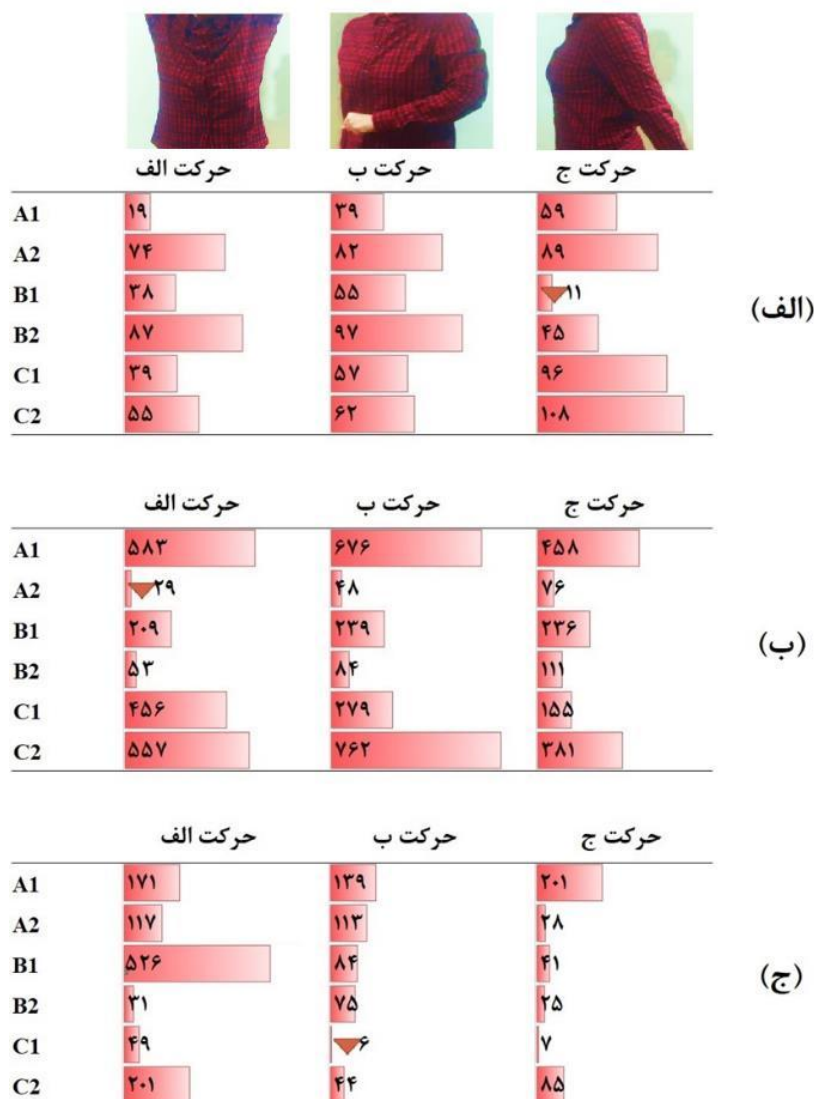 حرکت الف حرکت ب حرکت ج
A1 ۱۹ ۳۹ ۵۹
A2 ۷۴ ۸۲ ۸۹
B1 ۳۸ ۵۵ ۱۱
(الف)
B2 ۸۷ ۹۷ ۴۵
C1 ۳۹ ۵۷ ۹۶
C2 ۵۵ ۶۲ ۱۰۸
حرکت الف حرکت ب حرکت ج
A1 ۵۸۳ ۶۷۶ ۴۵۸
A2 ۲۹ ۴۸ ۷۶
B1 ۲۰۹ ۲۳۹ ۲۳۶
(ب)
B2 ۵۳ ۸۴ ۱۱۱
C1 ۴۵۶ ۲۷۹ ۱۵۵
C2 ۵۵۷ ۷۶۲ ۳۸۱
حرکت الف حرکت ب حرکت ج
A1 ۱۷۱ ۱۳۹ ۲۰۱
A2 ۱۱۷ ۱۱۳ ۲۸
B1 ۵۲۶ ۸۴ ۴۱
(ج)
B2 ۳۱ ۷۵ ۲۵
C1 ۴۹ ۶ ۷
C2 ۲۰۱ ۴۴ ۸۵